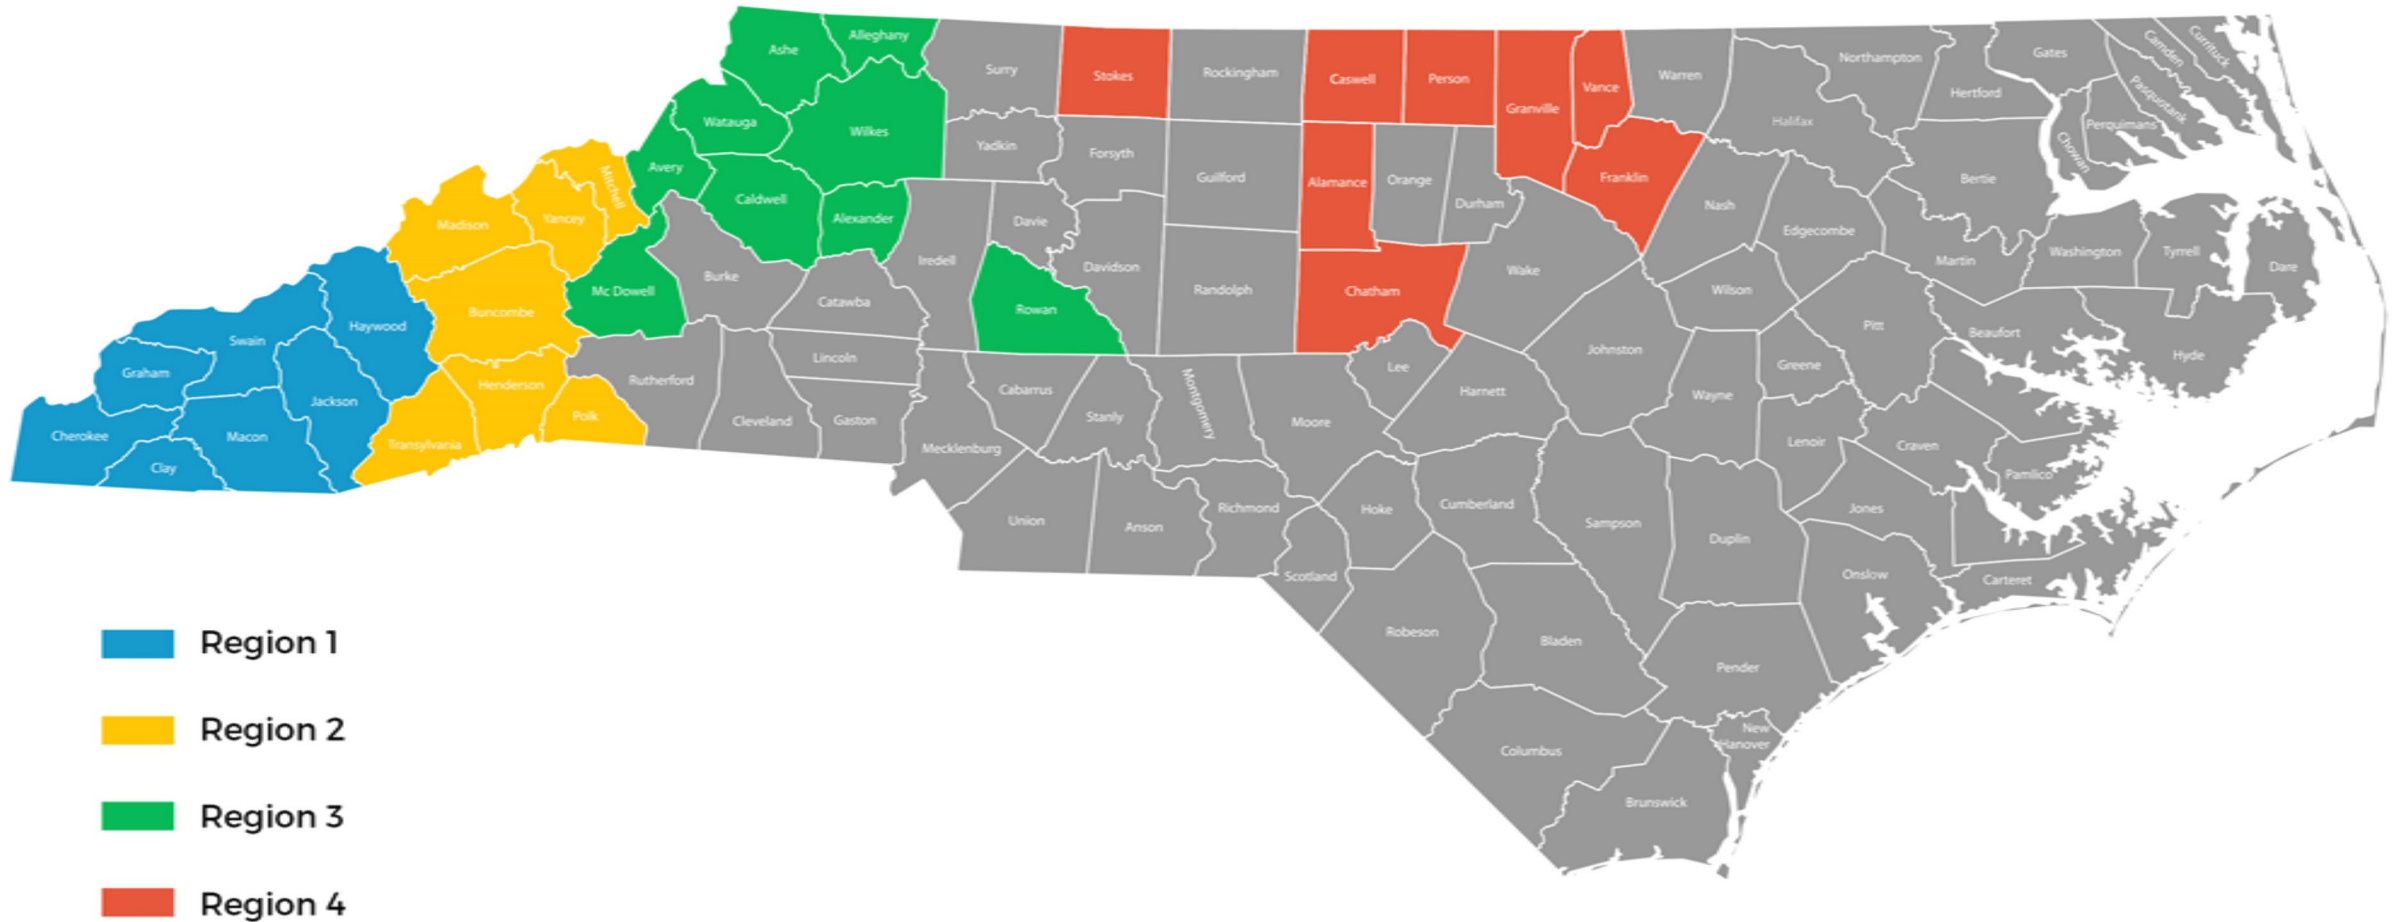 Ashe
Alleghany
Surry
Stokes
Rockingham
Caswell
Person
Granville
Vance
Warren
Northampton
Hertford
Gates
Camden
Currituck
Pasquotank
Perquimans
Chowan
Watauga
Wilkes
Yadkin
Forsyth
Guilford
Alamance
Orange
Durham
Franklin
Halifax
Nash
Edgecombe
Bertie
Martin
Washington
Tyrrell
Dare
Mitchell
Avery
Caldwell
Alexander
Madison
Yancey
Davie
Iredell
Davidson
Randolph
Chatham
Wake
Wilson
Burke
Mc Dowell
Catawba
Rowan
Buncombe
Haywood
Swain
Graham
Jackson
Cherokee
Macon
Clay
Henderson
Polk
Transylvania
Rutherford
Lincoln
Cleveland
Gaston
Cabarrus
Stanly
Montgomery
Moore
Lee
Harnett
Johnston
Wayne
Greene
Pitt
Beaufort
Hyde
Lenoir
Craven
Pamlico
Mecklenburg
Union
Anson
Richmond
Scotland
Hoke
Cumberland
Sampson
Duplin
Jones
Onslow
Carteret
Robeson
Bladen
Pender
Columbus
New
Hanover
Brunswick
Region 1
Region 2
Region 3
Region 4